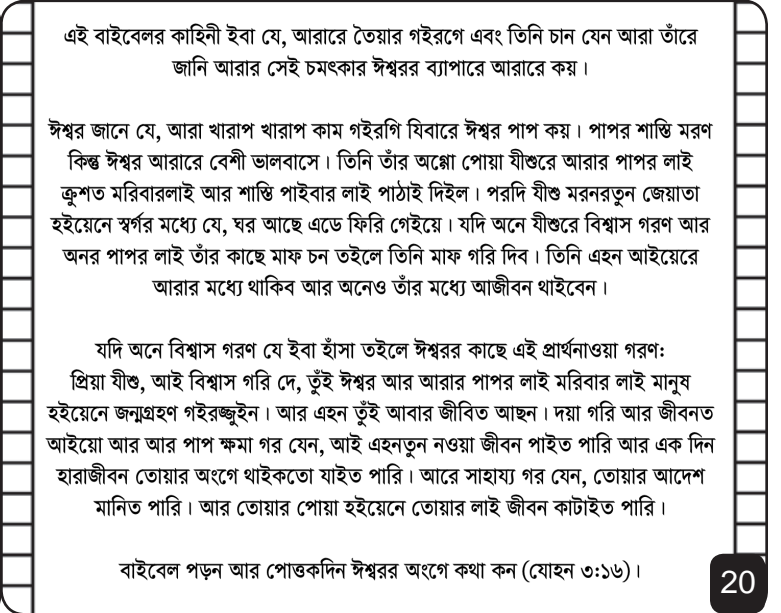 এই বাইবেলর কাহিনী ইবা যে, আরারে তৈয়ার গইরগে এবং তিনি চান যেন আরা তাঁরে
জানি আরার সেই চমৎকার ঈশ্বরর ব্যাপারে আরারে কয়।
ঈশ্বর জানে যে, আরা খারাপ খারাপ কাম গইরগি যিবারে ঈশ্বর পাপ কয়। পাপর শাস্তি মরণ
কিন্তু ঈশ্বর আরারে বেশী ভালবাসে। তিনি তাঁর অগ্গো পোয়া যীশুরে আরার পাপর লাই
ক্রুশত মরিবারলাই আর শাস্তি পাইবার লাই পাঠাই দিইল। পরদি যীশু মরনরতুন জেয়াতা
হইয়েনে স্বর্গর মধ্যে যে, ঘর আছে এডে ফিরি গেইয়ে। যদি অনে যীশুরে বিশ্বাস গরণ আর
অনর পাপর লাই তাঁর কাছে মাফ চন তইলে তিনি মাফ গরি দিব। তিনি এহন আইয়েরে
আরার মধ্যে থাকিব আর অনেও তাঁর মধ্যে আজীবন থাইবেন।
যদি অনে বিশ্বাস গরণ যে ইবা হাঁসা তইলে ঈশ্বরর কাছে এই প্রার্থনাওয়া গরণ:
প্রিয়া যীশু, আই বিশ্বাস গরি দে, তুঁই ঈশ্বর আর আরার পাপর লাই মরিবার লাই মানুষ
হইয়েনে জন্মগ্রহণ গইরজ্জুইন। আর এহন তুঁই আবার জীবিত আছন। দয়া গরি আর জীবনত
আইয়ো আর আর পাপ ক্ষমা গর যেন, আই এহনতুন নওয়া জীবন পাইত পারি আর এক দিন
হারাজীবন তোয়ার অংগে থাইকতো যাইত পারি। আরে সাহায্য গর যেন, তোয়ার আদেশ
মানিত পারি। আর তোয়ার পোয়া হইয়েনে তোয়ার লাই জীবন কাটাইত পারি।
বাইবেল পড়ন আর পোত্তকদিন ঈশ্বরর অংগে কথা কন (যোহন ৩:১৬)।
20